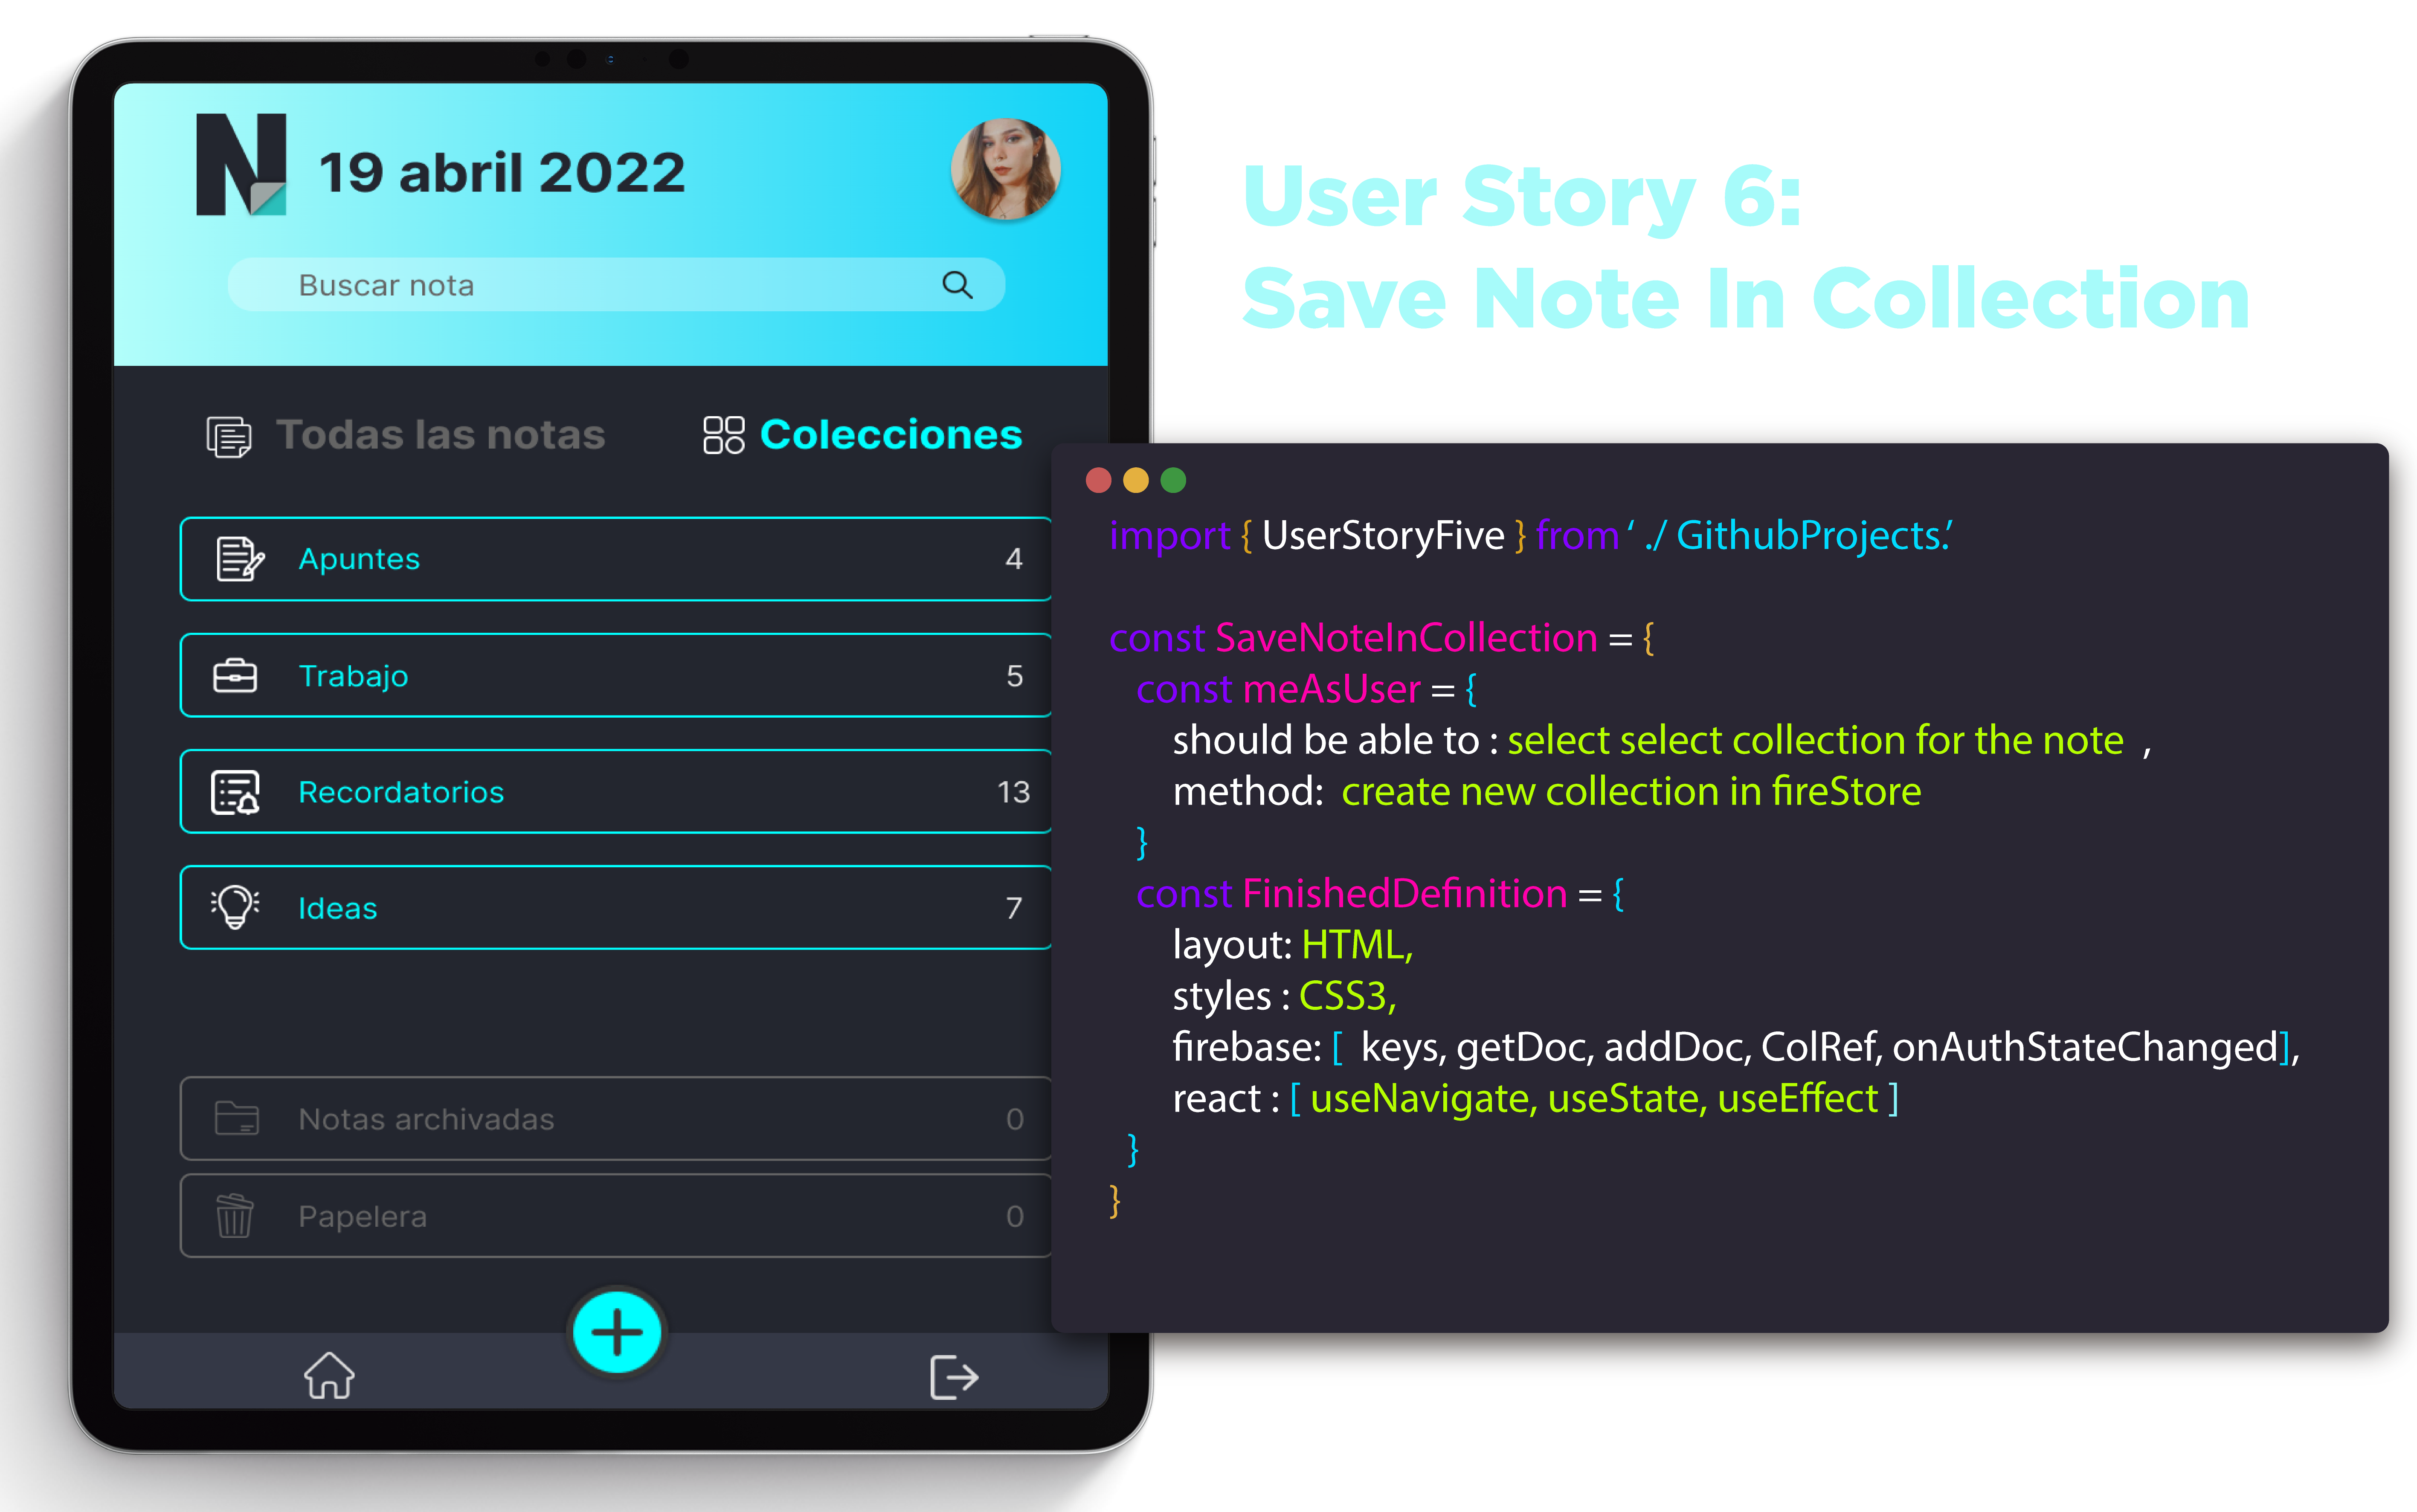 N 19 abril 2022
Buscar nota
Todas las notas
Colecciones
Apuntes 4
Trabajo 5
Recordatorios 13
Ideas 7
Notas archivadas 0
Papelera 0
User Story 6:
Save Note In Collection
import { UserStoryFive } from ‘ ./ GithubProjects.’
const SaveNoteInCollection = {
const meAsUser = {
should be able to : select select collection for the note ,
method: create new collection in fireStore
}
const FinishedDefinition = {
layout: HTML,
styles : CSS3,
firebase: [ keys, getDoc, addDoc, ColRef, onAuthStateChanged],
react : [ useNavigate, useState, useEffect ]
}
}